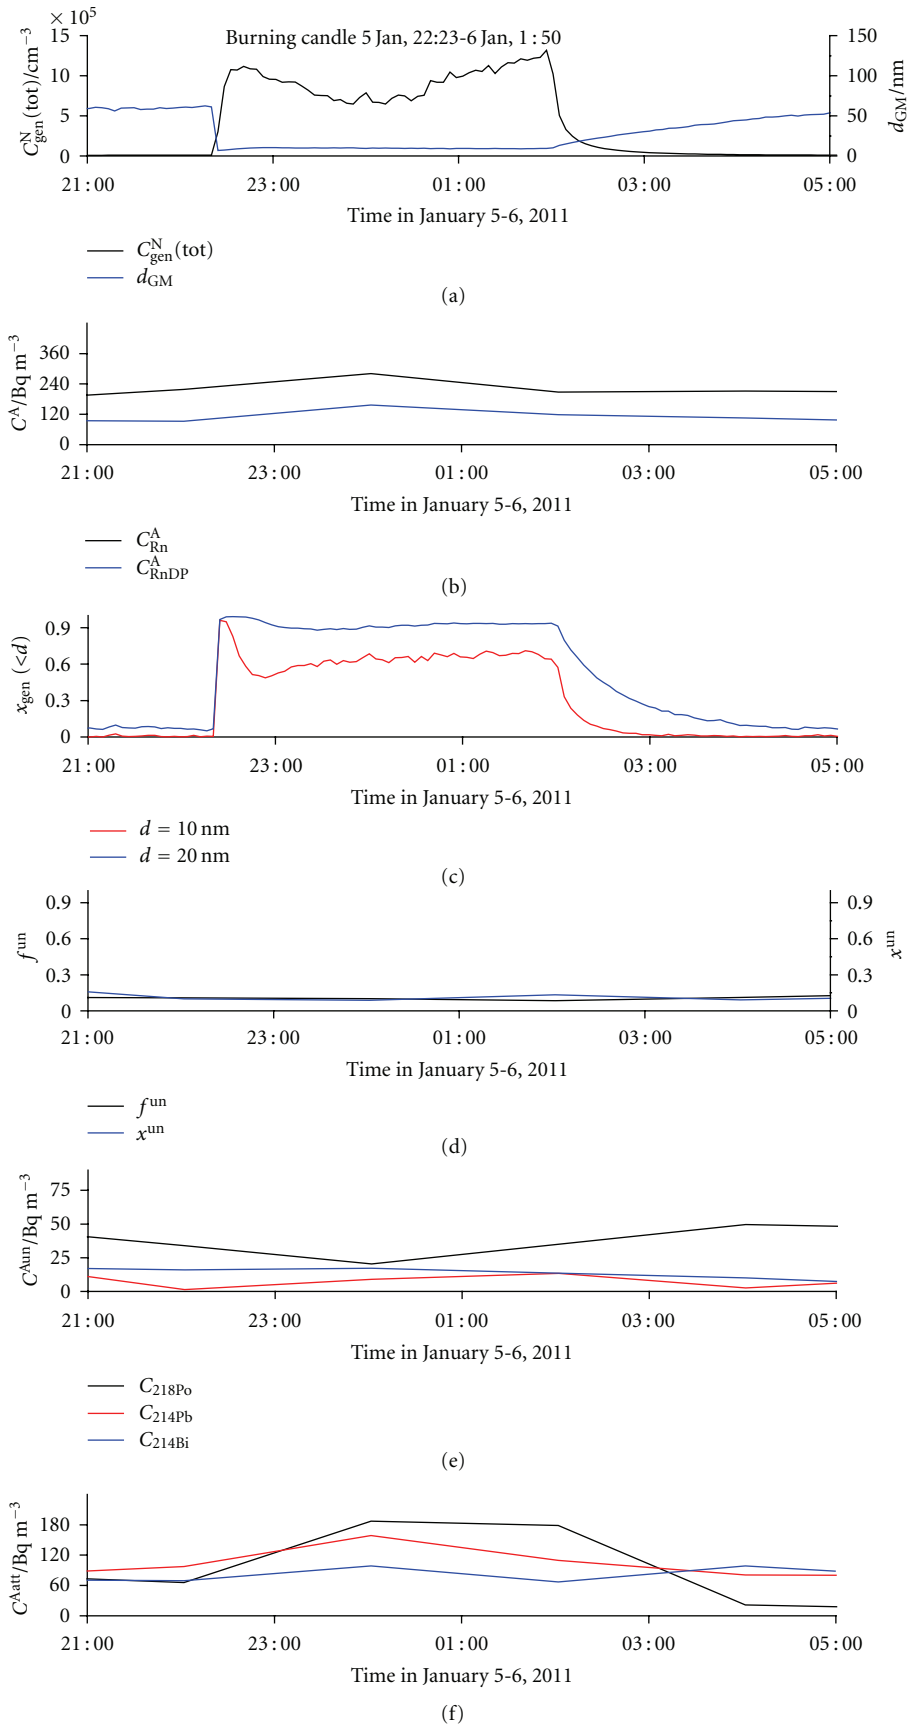 × 10⁵
15
10
5
0
C^N_gen(tot)/cm⁻³
Burning candle 5 Jan, 22:23-6 Jan, 1:50
150
100
50
0
d_GM/nm
21:00 23:00 01:00 03:00 05:00
Time in January 5-6, 2011
C^N_gen(tot)
d_GM
(a)
360
240
120
0
C^A/Bq m⁻³
21:00 23:00 01:00 03:00 05:00
Time in January 5-6, 2011
C^A_Rn
C^A_RnDP
(b)
0.9
0.6
0.3
0
x_gen (<d)
21:00 23:00 01:00 03:00 05:00
Time in January 5-6, 2011
d = 10 nm
d = 20 nm
(c)
0.9
0.6
0.3
0
f^un
0.9
0.6
0.3
0
x^un
21:00 23:00 01:00 03:00 05:00
Time in January 5-6, 2011
f^un
x^un
(d)
75
50
25
0
C^Aun/Bq m⁻³
21:00 23:00 01:00 03:00 05:00
Time in January 5-6, 2011
C_218Po
C_214Pb
C_214Bi
(e)
180
120
60
0
C^Aatt/Bq m⁻³
21:00 23:00 01:00 03:00 05:00
Time in January 5-6, 2011
(f)